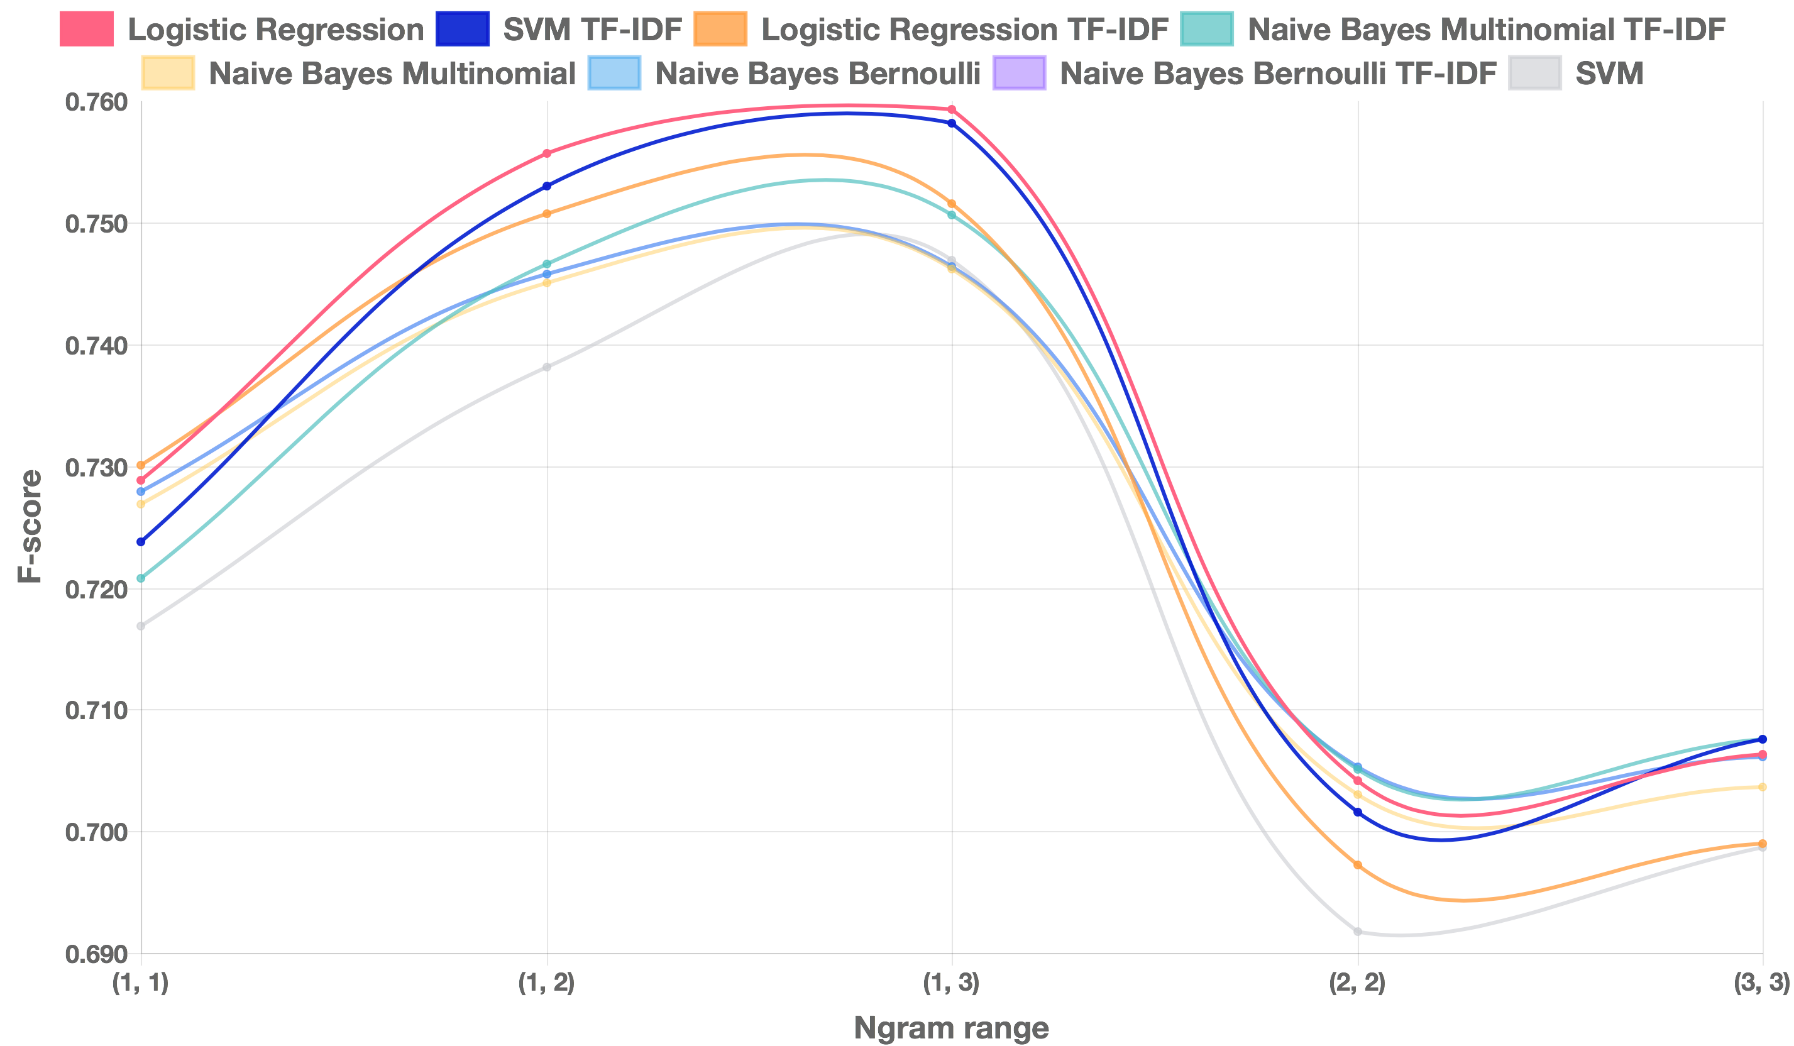 Logistic Regression SVM TF-IDF Logistic Regression TF-IDF Naive Bayes Multinomial TF-IDF
Naive Bayes Multinomial Naive Bayes Bernoulli Naive Bayes Bernoulli TF-IDF SVM
0.760
0.750
0.740
0.730
0.720
0.710
0.700
0.690
F-score
(1, 1) (1, 2) (1, 3) (2, 2) (3, 3)
Ngram range